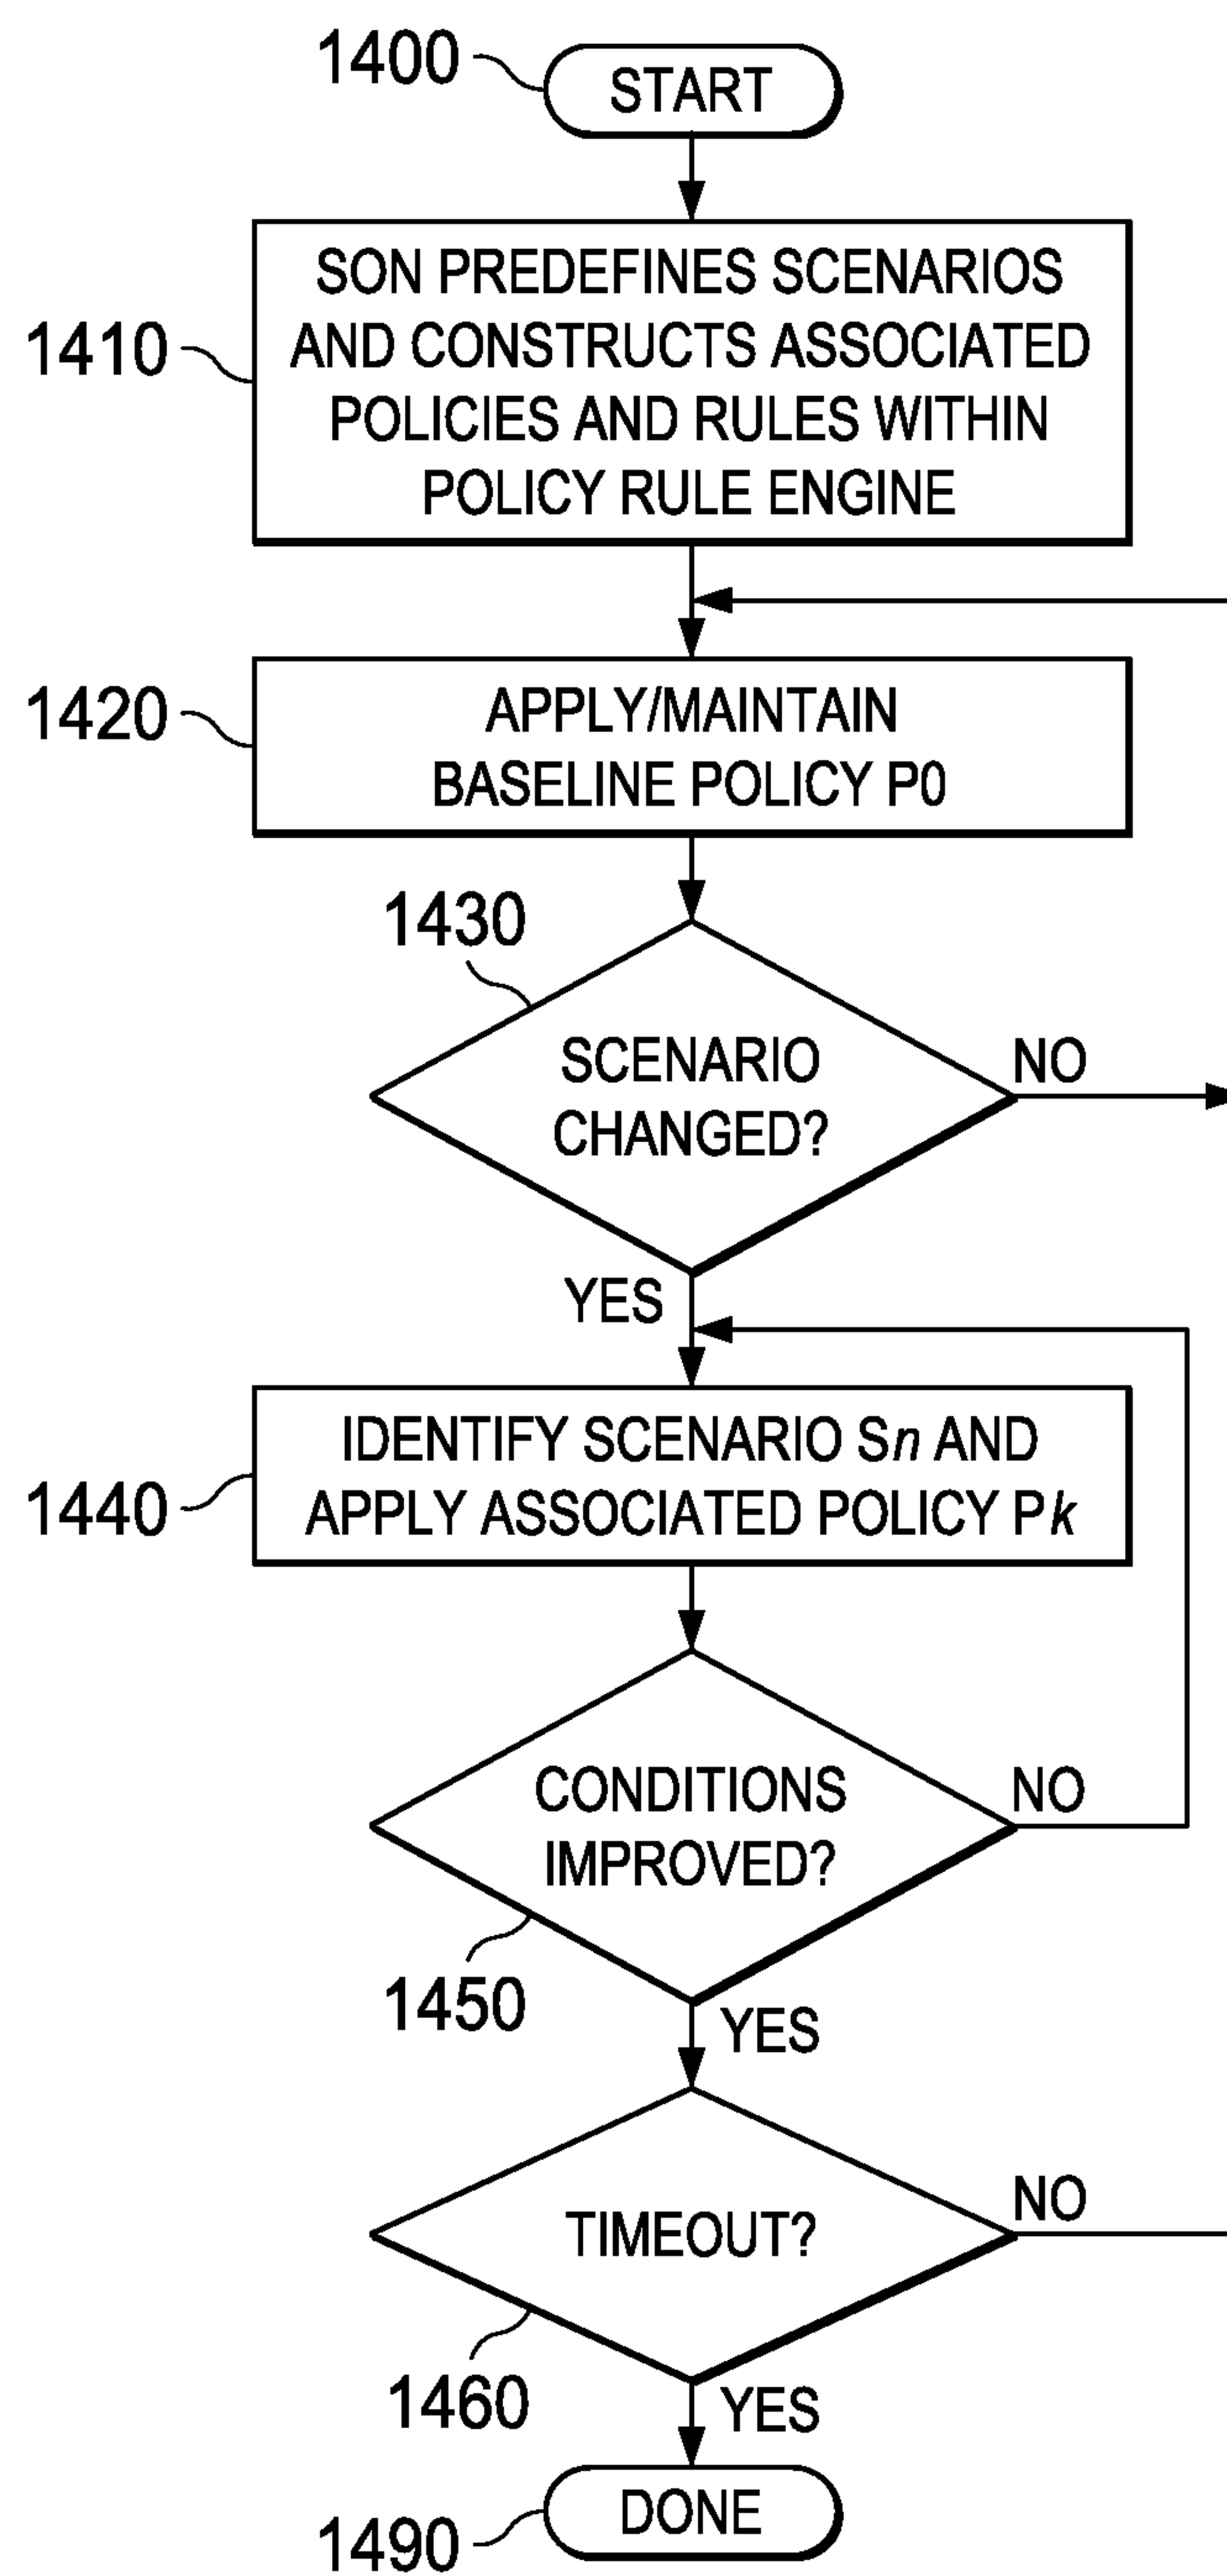 1400
START
1410
SON PREDEFINES SCENARIOS
AND CONSTRUCTS ASSOCIATED
POLICIES AND RULES WITHIN
POLICY RULE ENGINE
1420
APPLY/MAINTAIN
BASELINE POLICY P0
1430
SCENARIO
CHANGED?
NO
YES
1440
IDENTIFY SCENARIO Sn AND
APPLY ASSOCIATED POLICY Pk
CONDITIONS
IMPROVED?
NO
1450
YES
TIMEOUT?
NO
1460
YES
DONE
1490